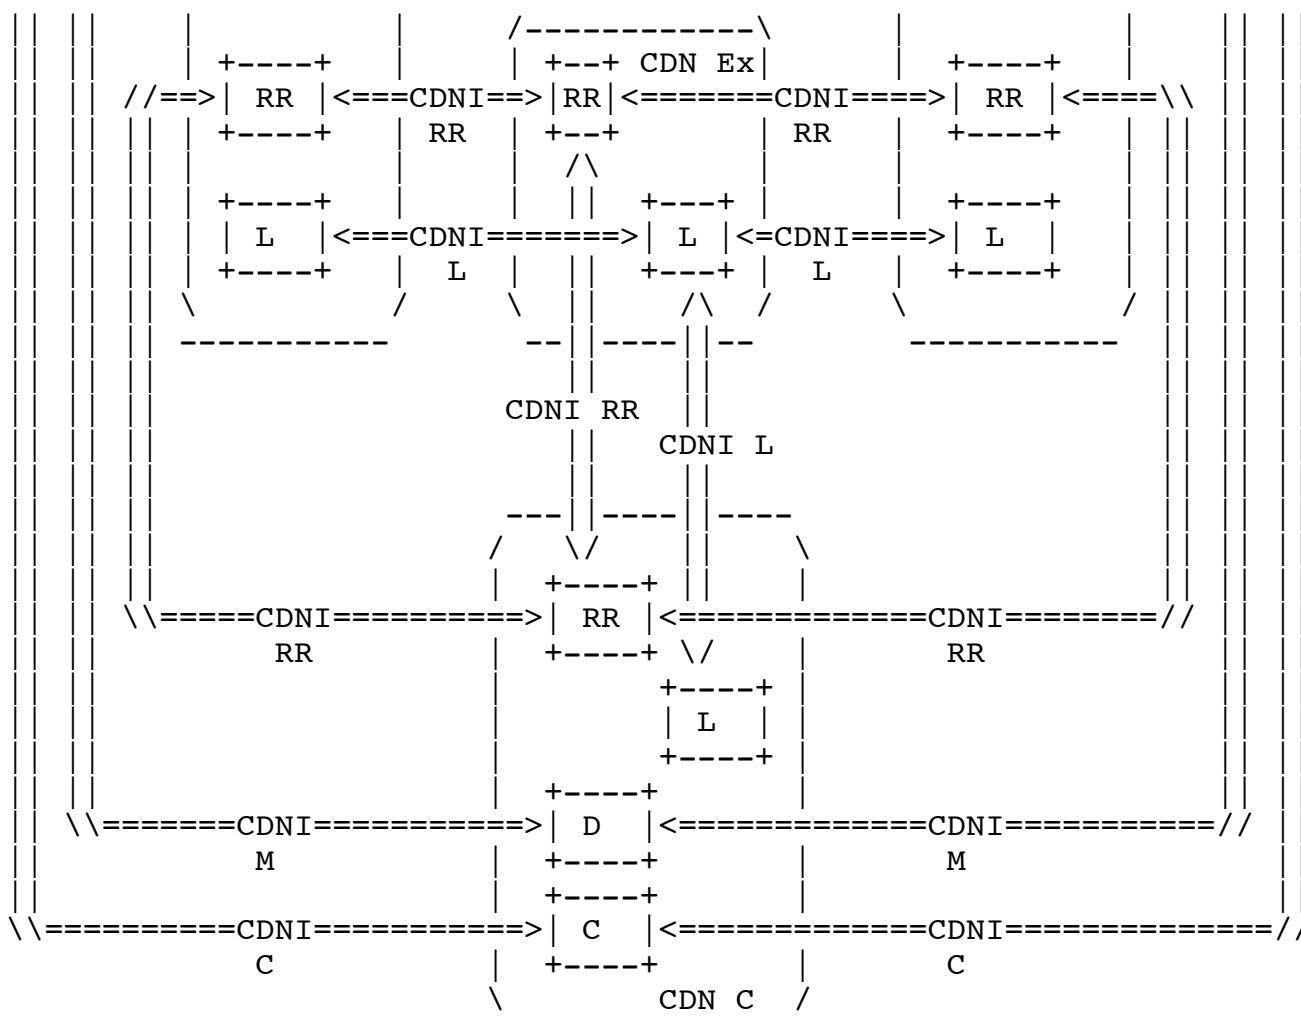 CDN Ex
RR CDNI RR CDNI RR
RR RR
L CDNI L CDNI L
L L
CDNI RR
CDNI L
CDNI RR CDNI
RR RR
L
CDNI D CDNI
M M
CDNI C CDNI
C C
CDN C